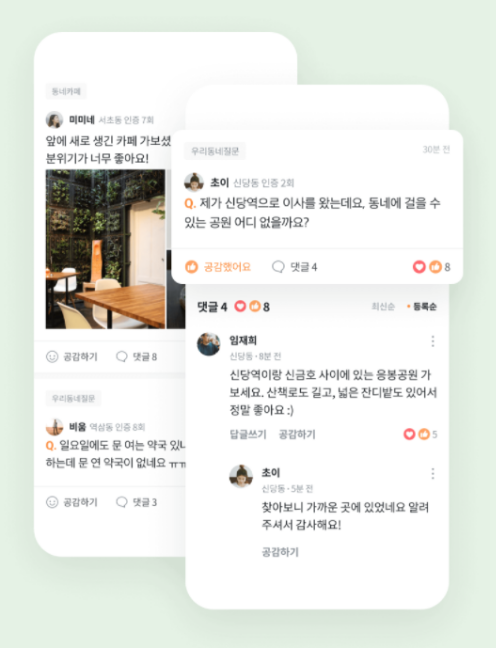 동네카페
미미네 서초동 인증 7회
앞에 새로 생긴 카페 가보셨
분위기가 너무 좋아요!
공감하기 댓글 8
우리동네질문
비움 역삼동 인증 8회
Q. 일요일에도 문 여는 약국 있나
하는데 문 연 약국이 없네요 ㅠㅠ
공감하기 댓글 3
우리동네질문 30분 전
초이 신당동 인증 2회
Q. 제가 신당역으로 이사를 왔는데요, 동네에 걸을 수
있는 공원 어디 없을까요?
공감했어요 댓글 4 8
댓글 4 8 최신순 • 등록순
임재희
신당동 · 8분 전
신당역이랑 신금호 사이에 있는 응봉공원 가
보세요. 산책로도 길고, 넓은 잔디밭도 있어서
정말 좋아요 :)
답글쓰기 공감하기 5
초이
신당동 · 5분 전
찾아보니 가까운 곳에 있었네요 알려
주셔서 감사해요!
공감하기